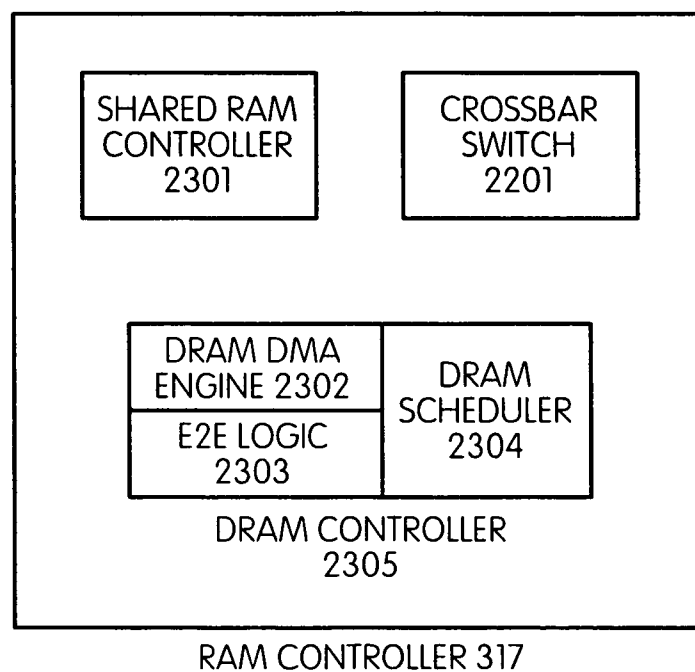 SHARED RAM
CONTROLLER
2301
CROSSBAR
SWITCH
2201
DRAM DMA
ENGINE 2302
E2E LOGIC
2303
DRAM
SCHEDULER
2304
DRAM CONTROLLER
2305
RAM CONTROLLER 317